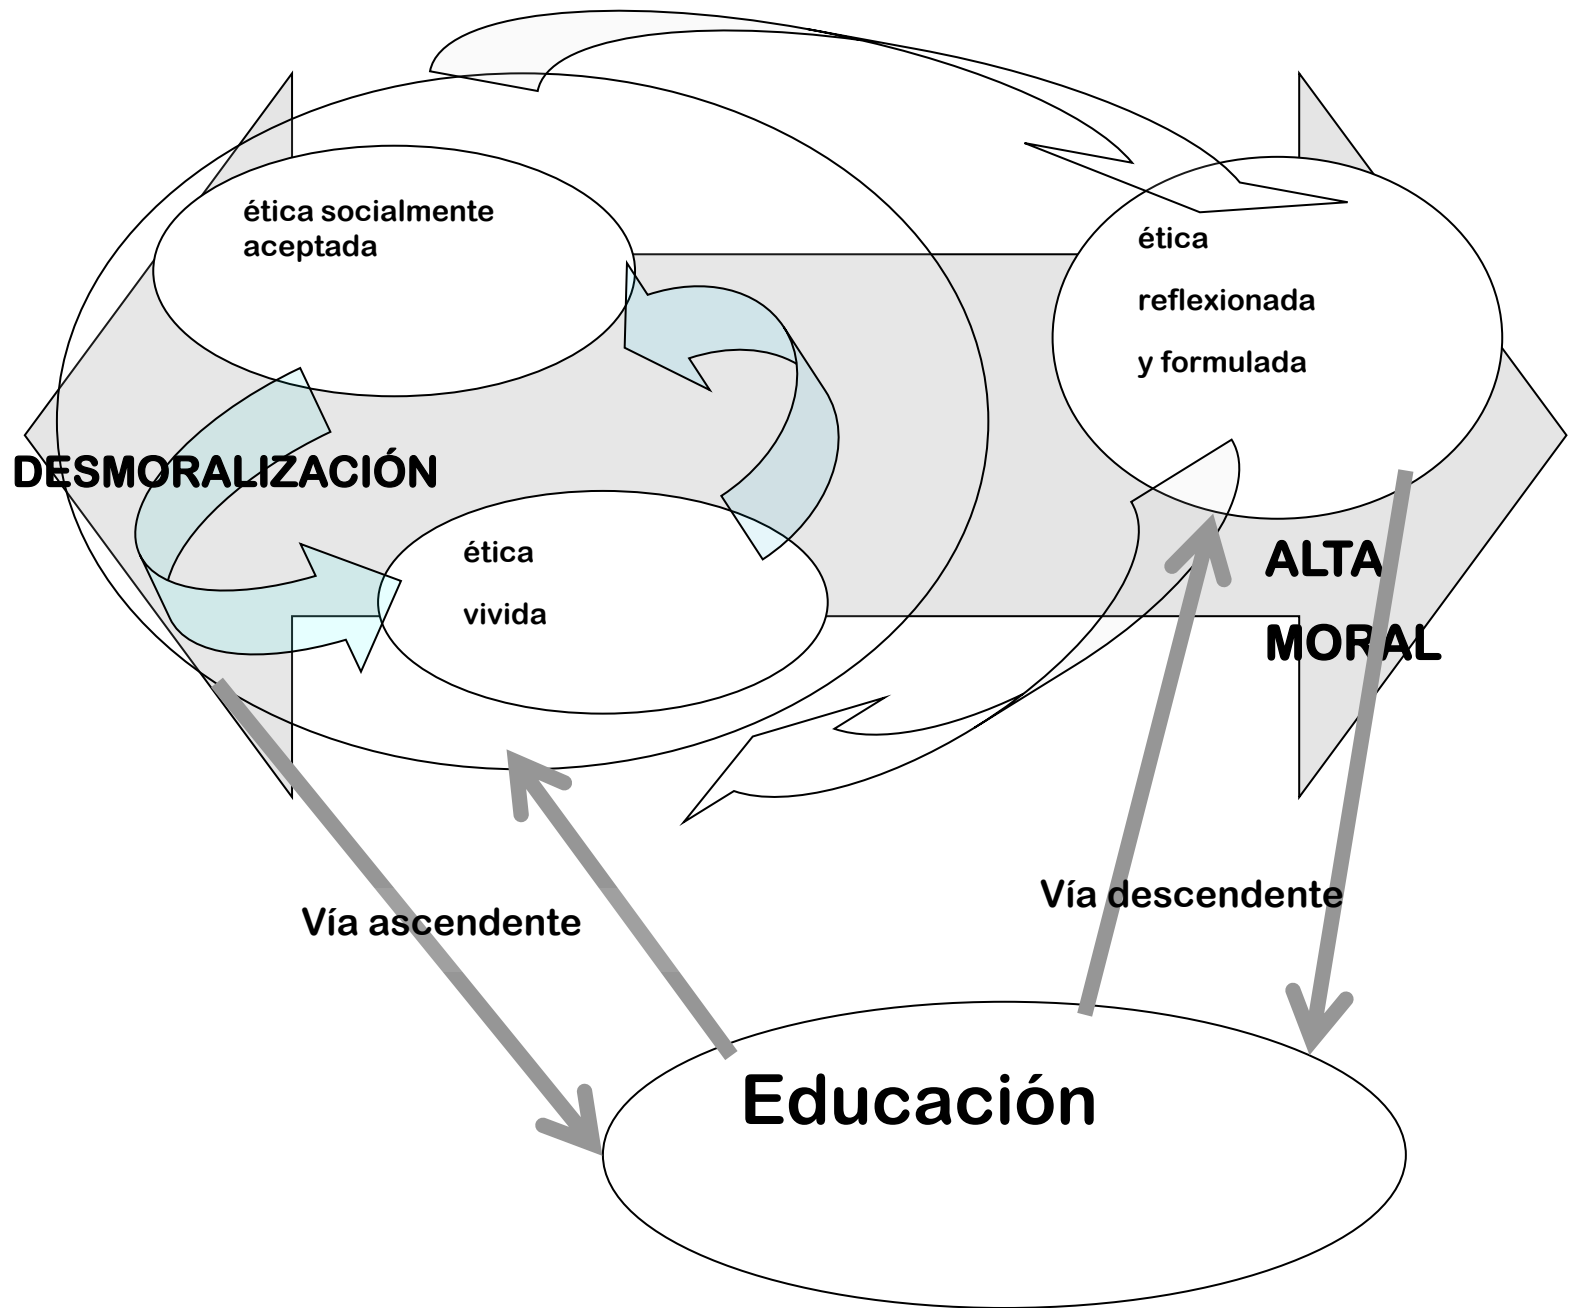 ética socialmente
aceptada
ética
reflexionada
y formulada
DESMORALIZACIÓN
ética
vivida
ALTA
MORAL
Vía ascendente
Vía descendente
Educación